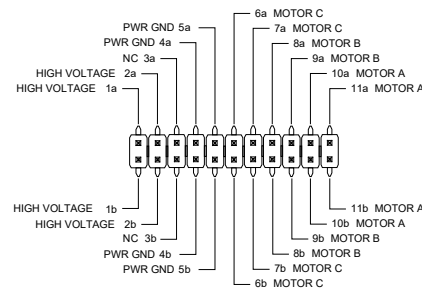 6a MOTOR C
PWR GND 5a
7a MOTOR C
PWR GND 4a
8a MOTOR B
NC 3a
9a MOTOR B
HIGH VOLTAGE 2a
10a MOTOR A
HIGH VOLTAGE 1a
11a MOTOR A
HIGH VOLTAGE 1b
11b MOTOR A
HIGH VOLTAGE 2b
10b MOTOR A
NC 3b
9b MOTOR B
PWR GND 4b
8b MOTOR B
PWR GND 5b
7b MOTOR C
6b MOTOR C